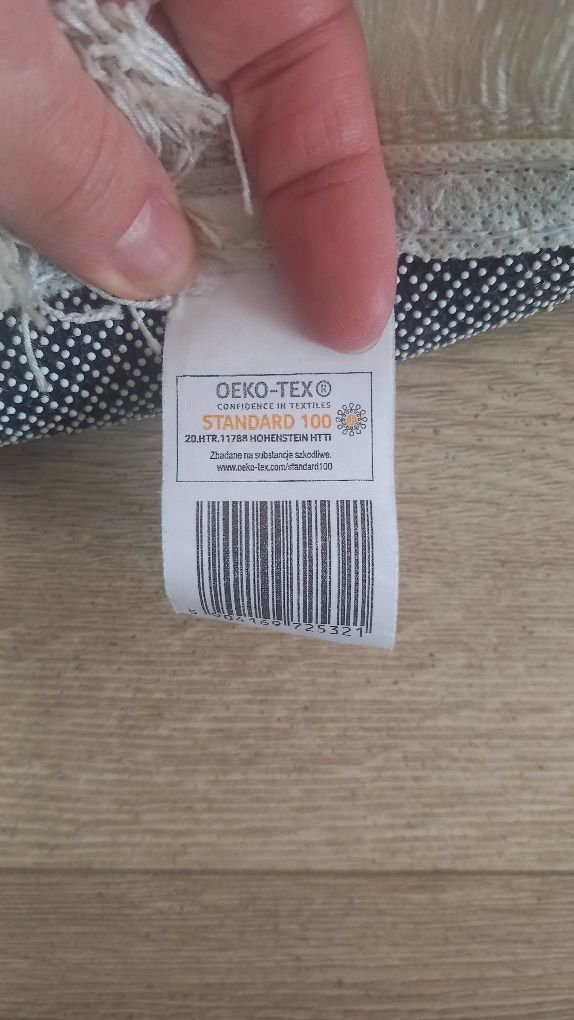 OEKO-TEX®
CONFIDENCE IN TEXTILES
STANDARD 100
20.HTR.11788 HOHENSTEIN HTTI
Zbadane na substancje szkodliwe.
www.oeko-tex.com/standard100
725321